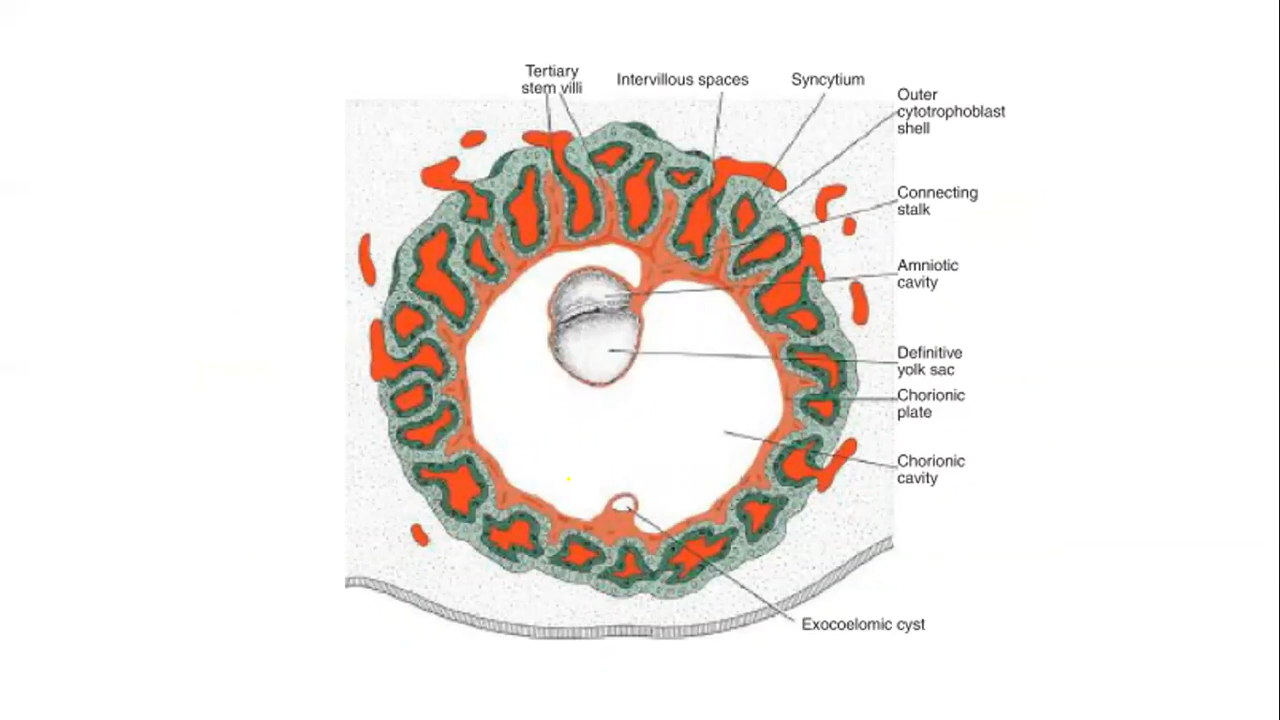 Tertiary
stem villi
Intervillous spaces
Syncytium
Outer
cytotrophoblast
shell
Connecting
stalk
Amniotic
cavity
Definitive
yolk sac
Chorionic
plate
Chorionic
cavity
Exocoelomic cyst